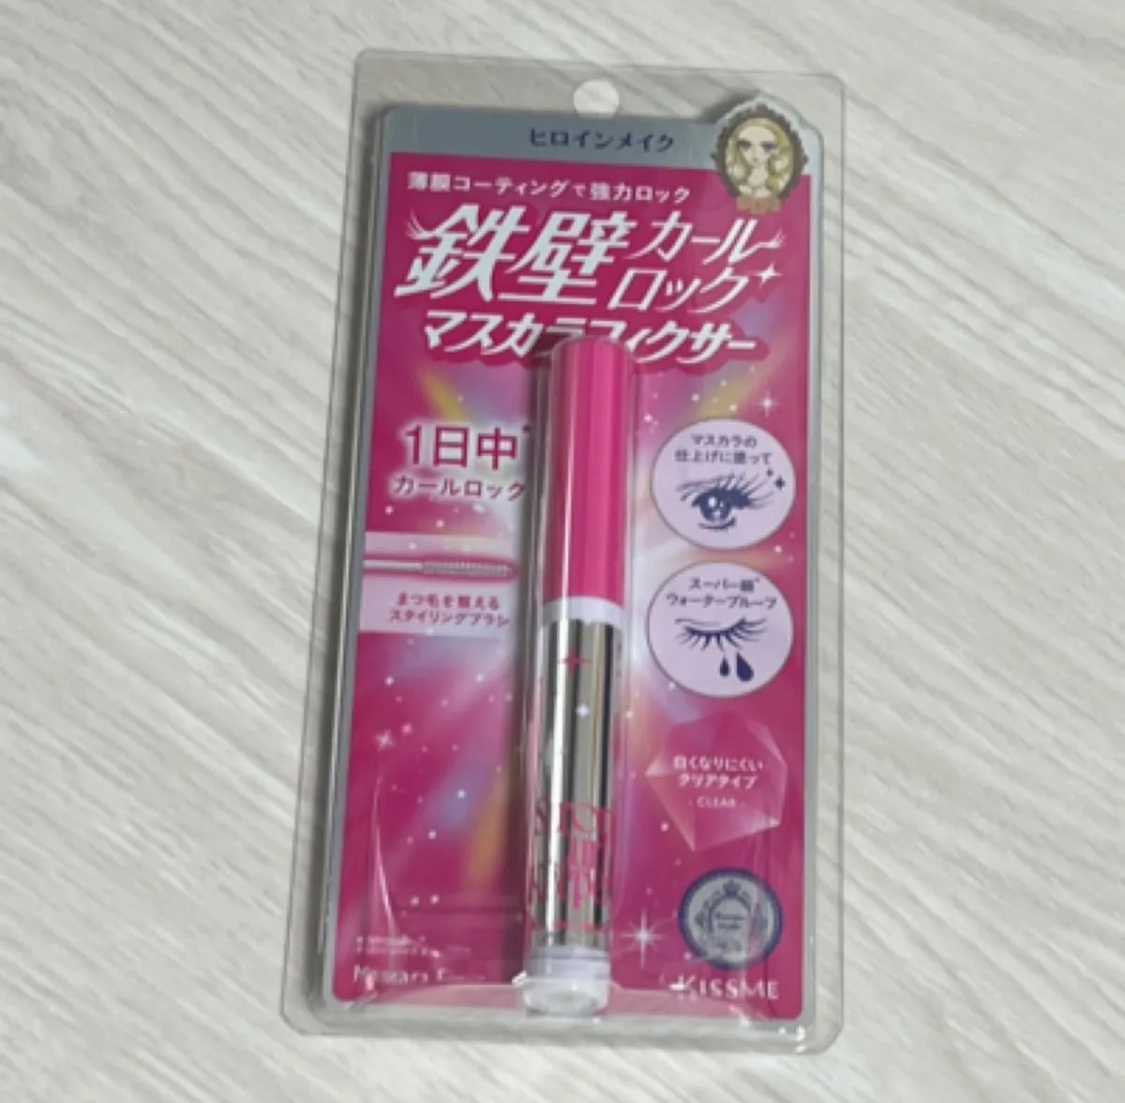 ヒロインメイク
薄膜コーティングで強力ロック
鉄壁カール
ロック
マスカラフィクサー
1日中*
カールロック
まつ毛を整える
スタイリングブラシ
マスカラの
仕上げに塗って
スーパー級*
ウォータープルーフ
白くなりにくい
クリアタイプ
- CLEAR -
Mascara
KISSME